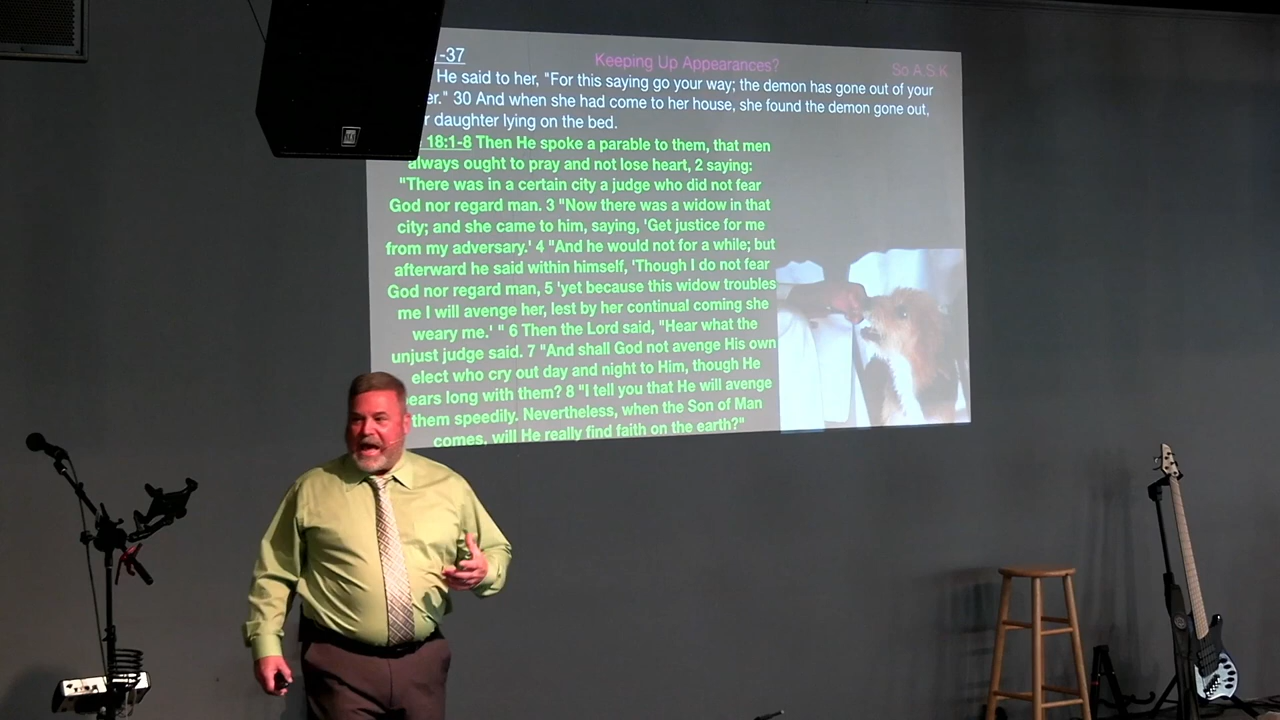 -37 Keeping Up Appearances? So A.S.K
He said to her, "For this saying go your way; the demon has gone out of your
er." 30 And when she had come to her house, she found the demon gone out,
r daughter lying on the bed.
18:1-8 Then He spoke a parable to them, that men
always ought to pray and not lose heart, 2 saying:
"There was in a certain city a judge who did not fear
God nor regard man. 3 "Now there was a widow in that
city; and she came to him, saying, 'Get justice for me
from my adversary.' 4 "And he would not for a while; but
afterward he said within himself, 'Though I do not fear
God nor regard man, 5 'yet because this widow troubles
me I will avenge her, lest by her continual coming she
weary me.' " 6 Then the Lord said, "Hear what the
unjust judge said. 7 "And shall God not avenge His own
elect who cry out day and night to Him, though He
ears long with them? 8 "I tell you that He will avenge
them speedily. Nevertheless, when the Son of Man
comes, will He really find faith on the earth?"